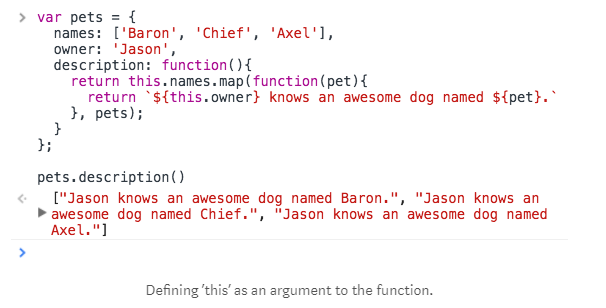 > var pets = {
names: ['Baron', 'Chief', 'Axel'],
owner: 'Jason',
description: function(){
return this.names.map(function(pet){
return `${this.owner} knows an awesome dog named ${pet}.`
}, pets);
}
};
pets.description()
["Jason knows an awesome dog named Baron.", "Jason knows an
awesome dog named Chief.", "Jason knows an awesome dog named
Axel."]
>
Defining 'this' as an argument to the function.